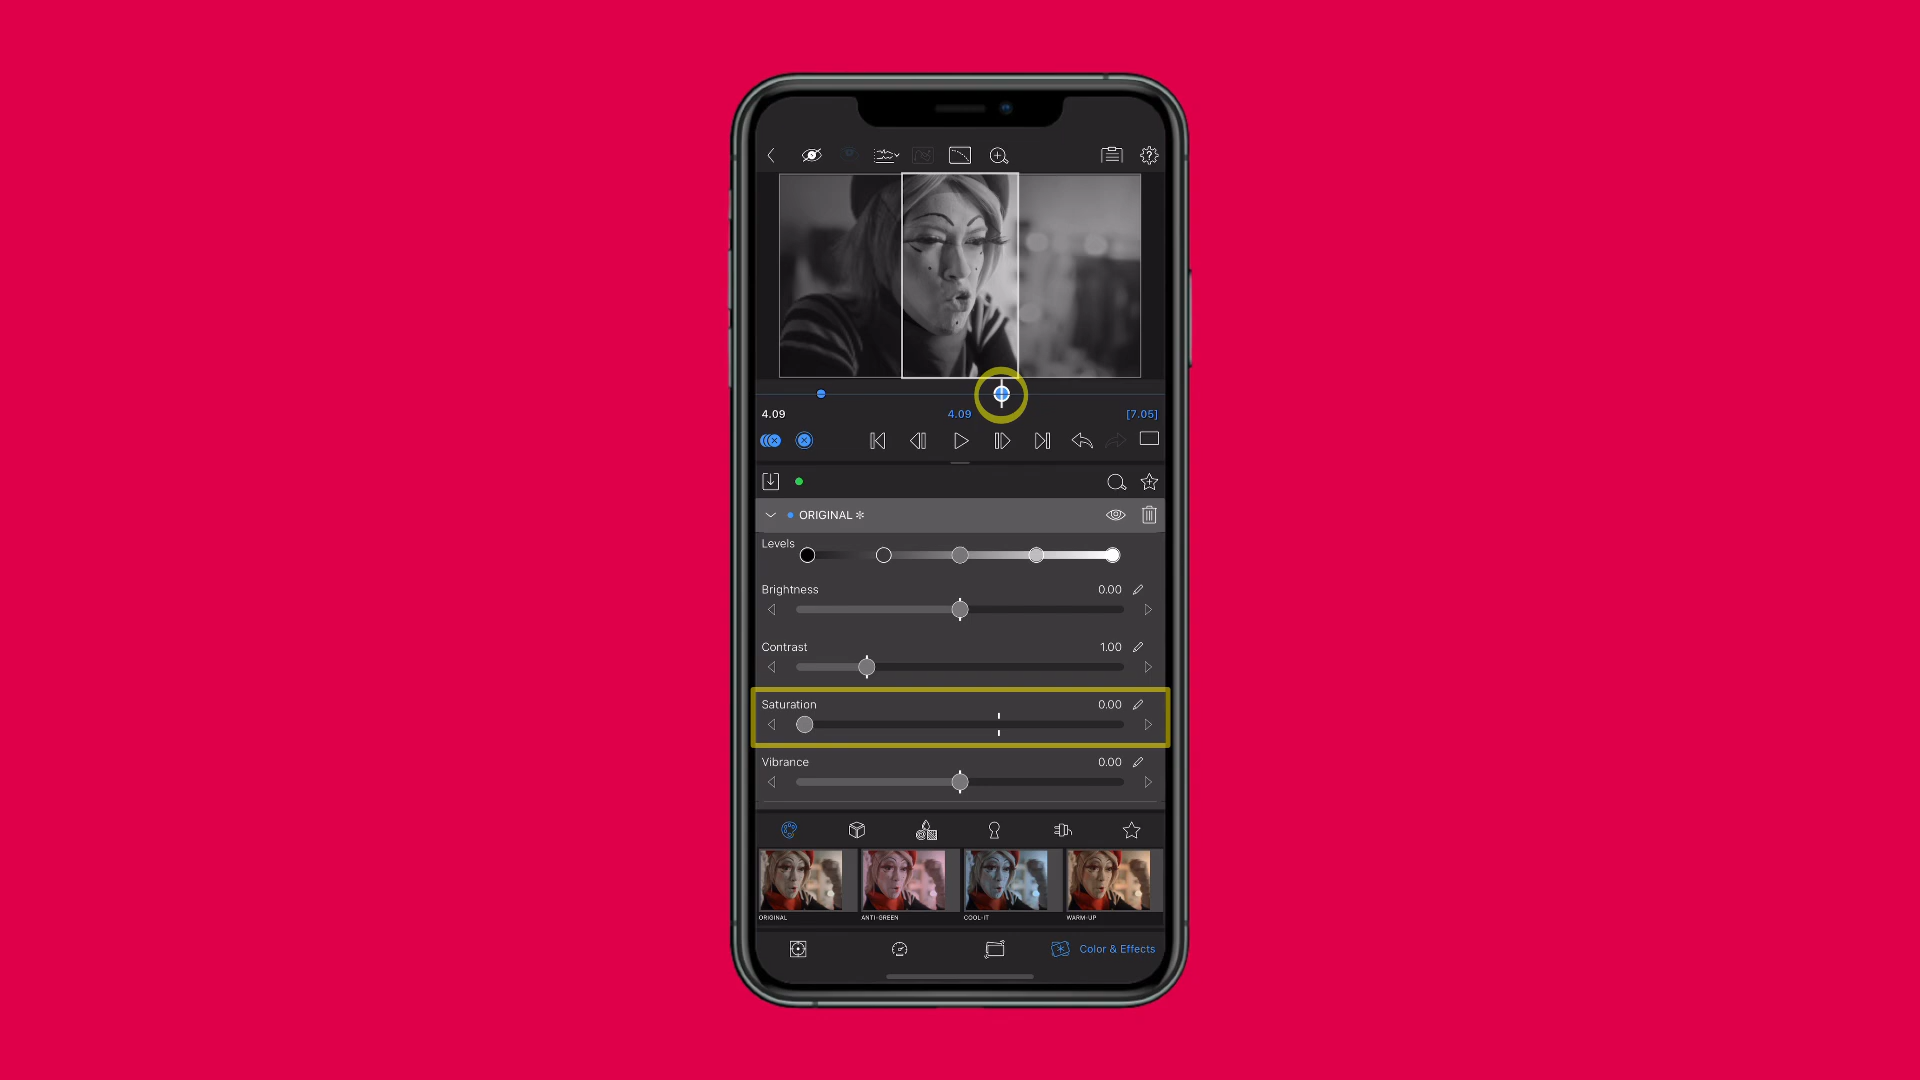 4.09 4.09 [7.05]
ORIGINAL
Levels
Brightness 0.00
Contrast 1.00
Saturation 0.00
Vibrance 0.00
ORIGINAL ANTI-GREEN COOL-IT WARM-UP
Color & Effects